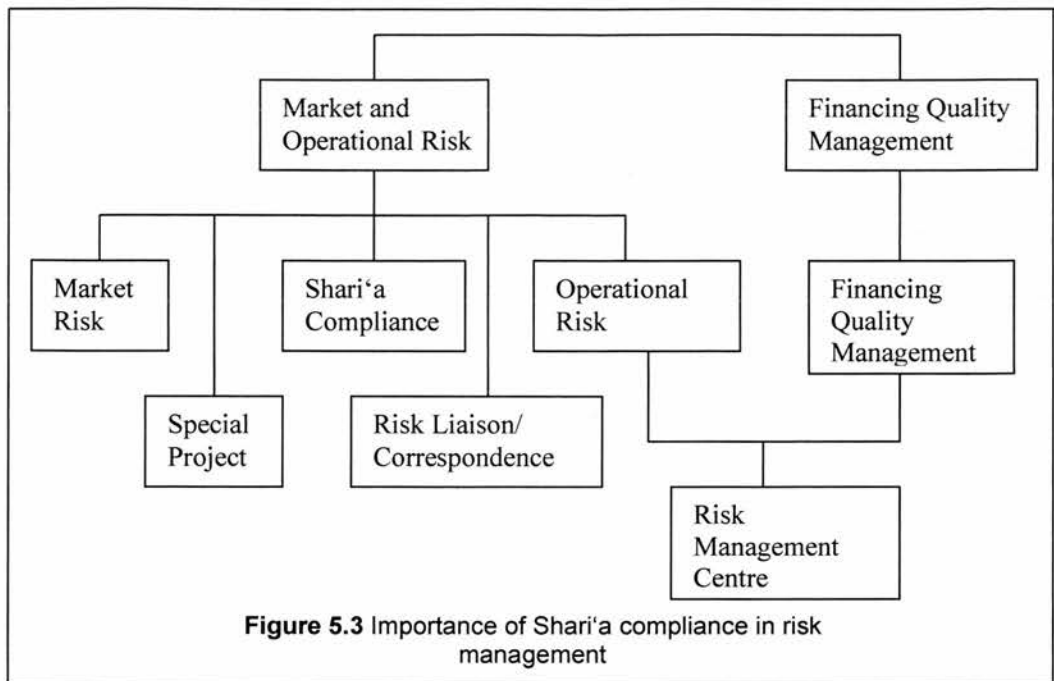 Market and
Operational Risk
Financing Quality
Management
Market
Risk
Shari‘a
Compliance
Operational
Risk
Financing
Quality
Management
Special
Project
Risk Liaison/
Correspondence
Risk
Management
Centre
Figure 5.3 Importance of Shari‘a compliance in risk
management